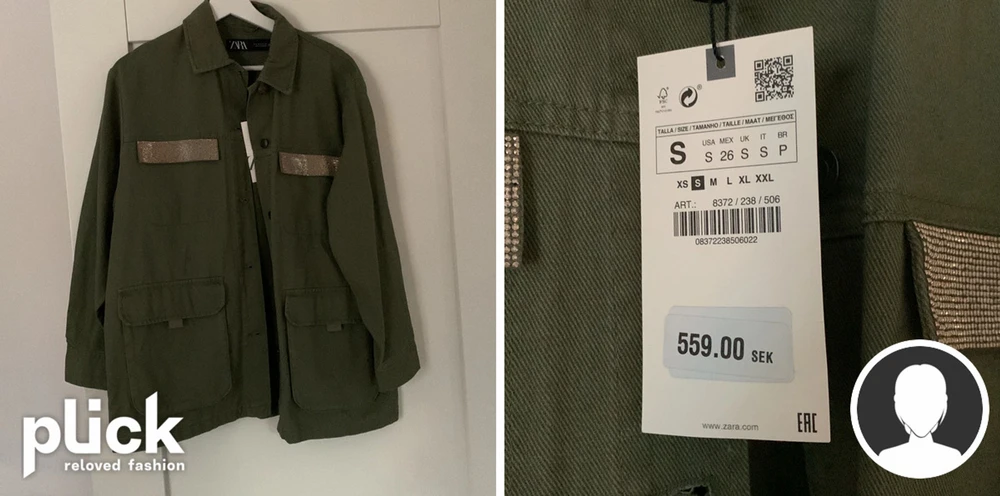 ZARA
plick
reloved fashion
FSC
TALLA / SIZE / TAMANHO / TAILLE / MAAT / ΜΕΓΕΘΟΣ
S
USA MEX UK IT BR
S 26 S S P
XS S M L XL XXL
ART.: 8372 / 238 / 506
08372238506022
559.00 SEK
www.zara.com
EAC